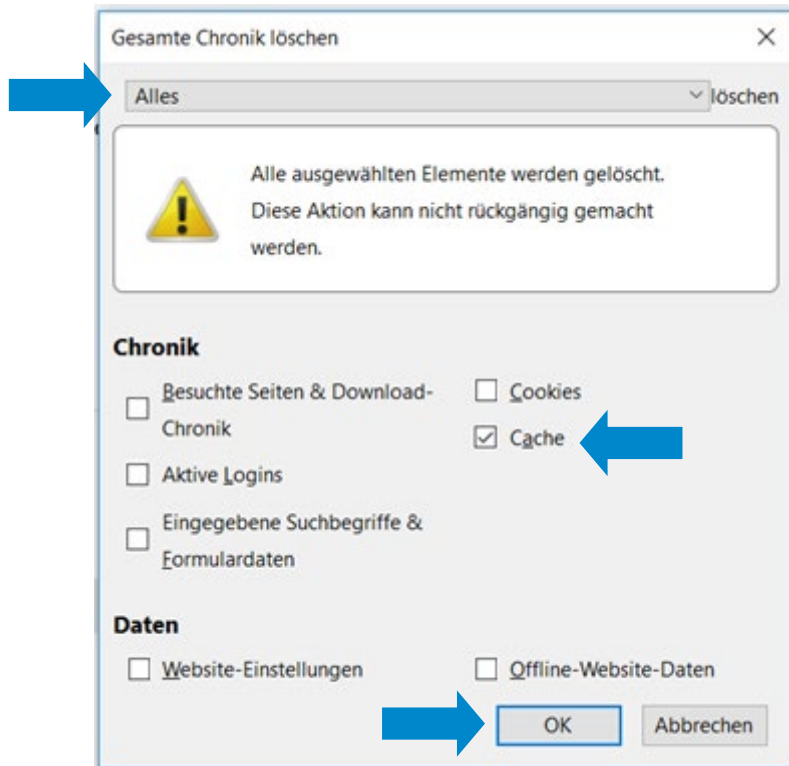 Gesamte Chronik löschen
Alles löschen
Alle ausgewählten Elemente werden gelöscht.
Diese Aktion kann nicht rückgängig gemacht
werden.
Chronik
Besuchte Seiten & Download-
Chronik
Cookies
Cache
Aktive Logins
Eingegebene Suchbegriffe &
Formulardaten
Daten
Website-Einstellungen
Offline-Website-Daten
OK
Abbrechen